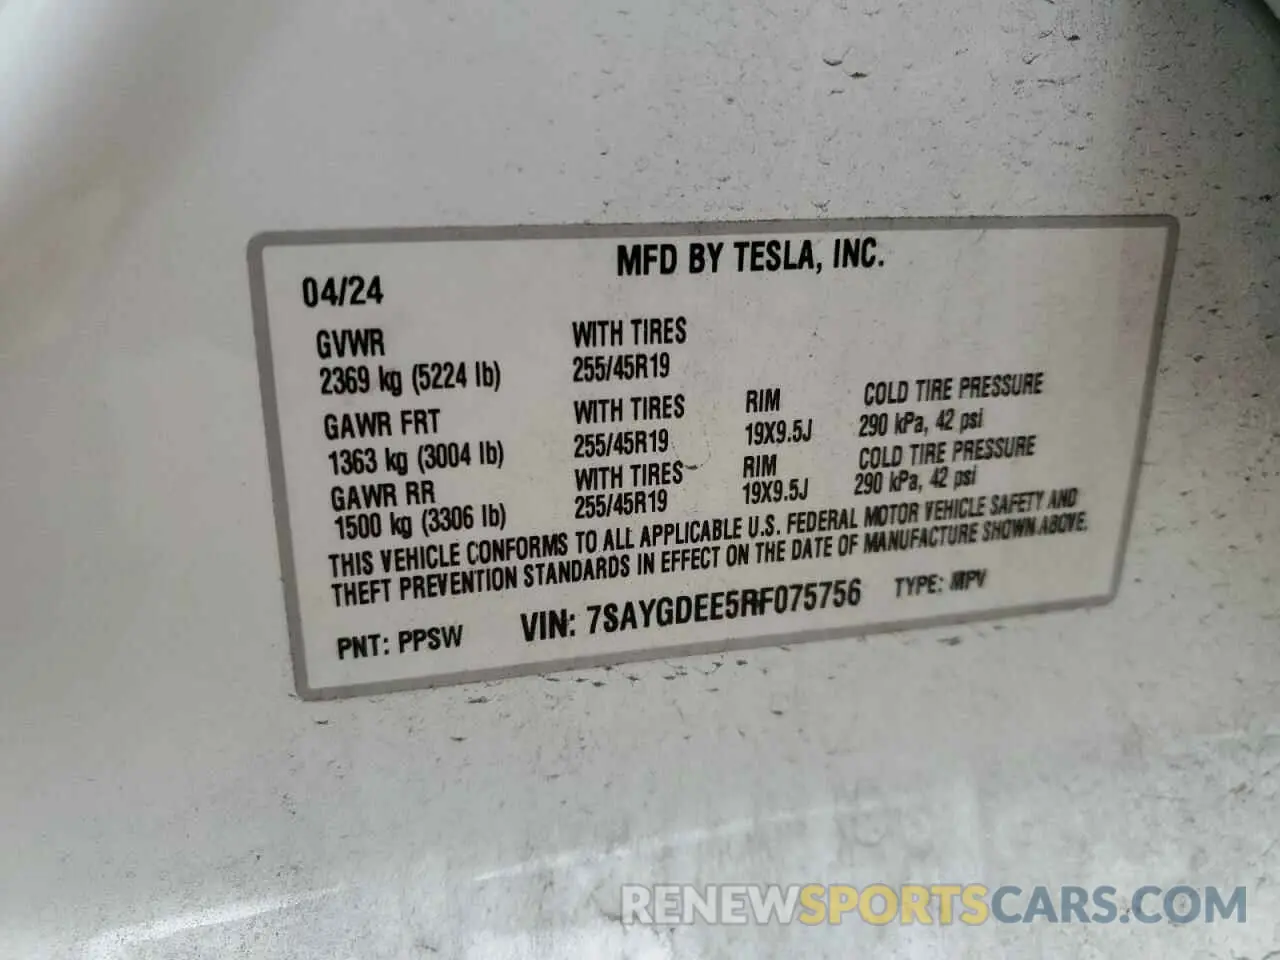 MFD BY TESLA, INC.
04/24
GVWR WITH TIRES
2369 kg (5224 lb) 255/45R19
GAWR FRT WITH TIRES RIM COLD TIRE PRESSURE
1363 kg (3004 lb) 255/45R19 19X9.5J 290 kPa, 42 psi
GAWR RR WITH TIRES RIM COLD TIRE PRESSURE
1500 kg (3306 lb) 255/45R19 19X9.5J 290 kPa, 42 psi
THIS VEHICLE CONFORMS TO ALL APPLICABLE U.S. FEDERAL MOTOR VEHICLE SAFETY AND
THEFT PREVENTION STANDARDS IN EFFECT ON THE DATE OF MANUFACTURE SHOWN ABOVE.
PNT: PPSW VIN: 7SAYGDEE5RF075756 TYPE: MPV
RENEWSPORTSCARS.COM